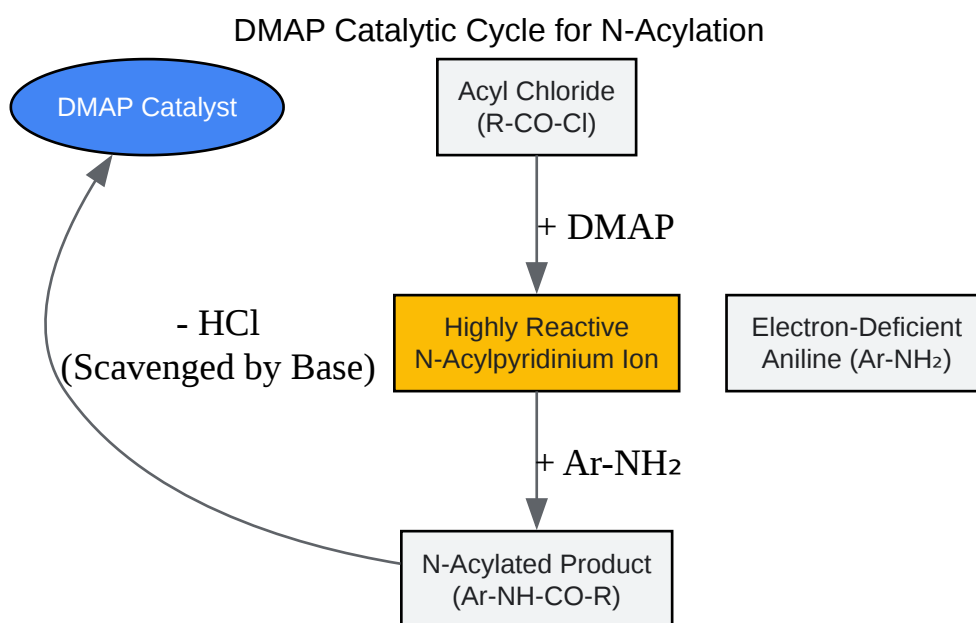 DMAP Catalytic Cycle for N-Acylation
DMAP Catalyst
Acyl Chloride
(R-CO-Cl)
+ DMAP
- HCl
(Scavenged by Base)
Highly Reactive
N-Acylpyridinium Ion
Electron-Deficient
Aniline (Ar-NH₂)
+ Ar-NH₂
N-Acylated Product
(Ar-NH-CO-R)